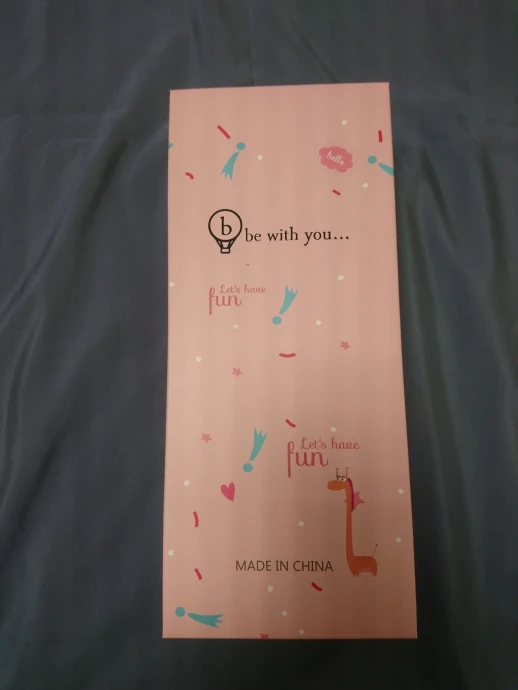 hello
b
be with you...
Let's have
fun
Let's have
fun
MADE IN CHINA